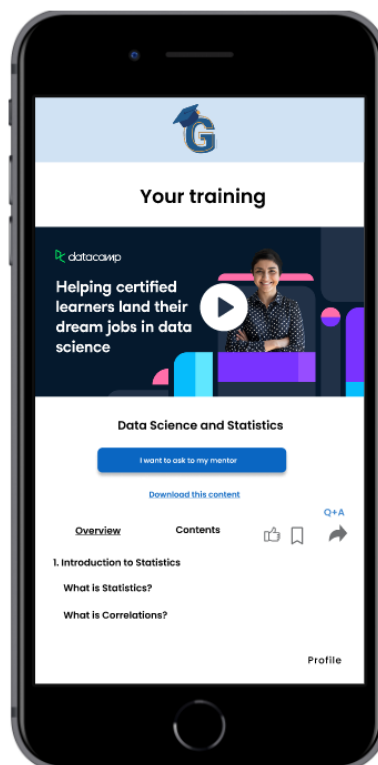 G
Your training
datacamp
Helping certified
learners land their
dream jobs in data
science
Data Science and Statistics
I want to ask to my mentor
Download this content
Q+A
Overview Contents
1. Introduction to Statistics
What is Statistics?
What is Correlations?
Profile